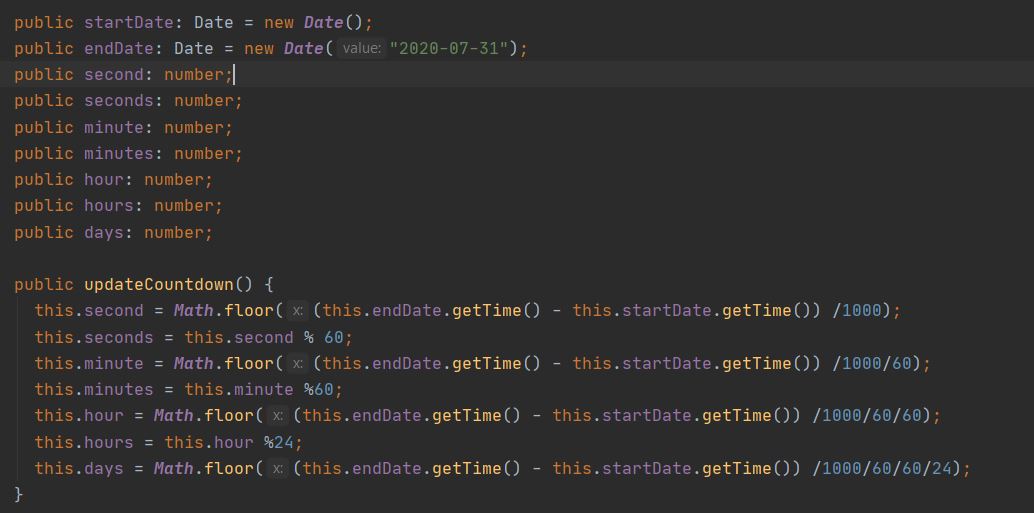 public startDate: Date = new Date();
public endDate: Date = new Date( value: "2020-07-31");
public second: number;
public seconds: number;
public minute: number;
public minutes: number;
public hour: number;
public hours: number;
public days: number;
public updateCountdown() {
this.second = Math.floor( x: (this.endDate.getTime() - this.startDate.getTime()) /1000);
this.seconds = this.second % 60;
this.minute = Math.floor( x: (this.endDate.getTime() - this.startDate.getTime()) /1000/60);
this.minutes = this.minute %60;
this.hour = Math.floor( x: (this.endDate.getTime() - this.startDate.getTime()) /1000/60/60);
this.hours = this.hour %24;
this.days = Math.floor( x: (this.endDate.getTime() - this.startDate.getTime()) /1000/60/60/24);
}